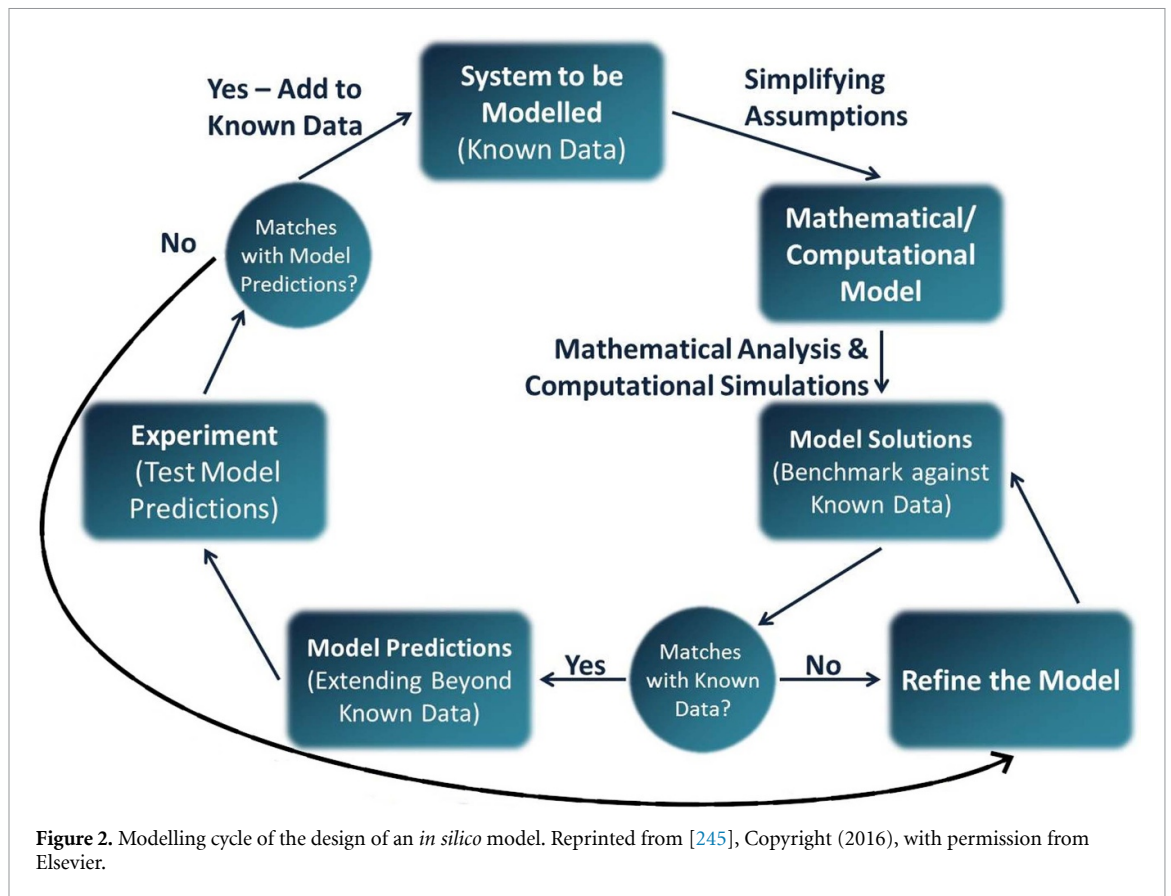 Yes – Add to
Known Data
System to be
Modelled
(Known Data)
Simplifying
Assumptions
Mathematical/
Computational
Model
Mathematical Analysis &
Computational Simulations
Model Solutions
(Benchmark against
Known Data)
Matches
with Known
Data?
No
Refine the Model
Yes
Model Predictions
(Extending Beyond
Known Data)
Experiment
(Test Model
Predictions)
Matches
with Model
Predictions?
No
Figure 2. Modelling cycle of the design of an in silico model. Reprinted from [245], Copyright (2016), with permission from
Elsevier.